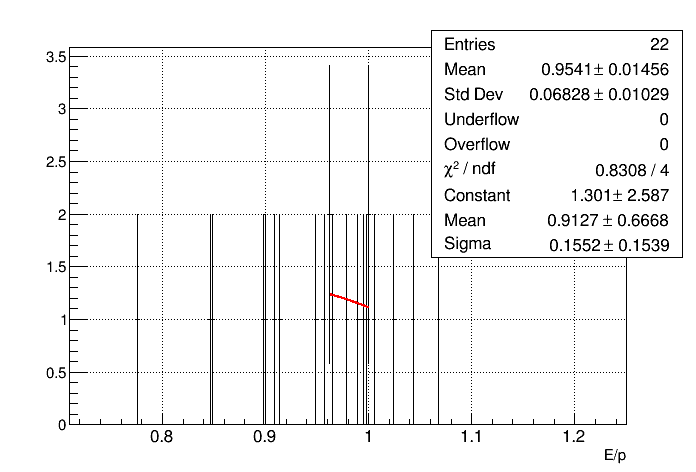 Entries 22
Mean 0.9541± 0.01456
Std Dev 0.06828 ± 0.01029
Underflow 0
Overflow 0
χ² / ndf 0.8308 / 4
Constant 1.301± 2.587
Mean 0.9127 ± 0.6668
Sigma 0.1552 ± 0.1539
3.5
3
2.5
2
1.5
1
0.5
0
0.8 0.9 1 1.1 1.2
E/p